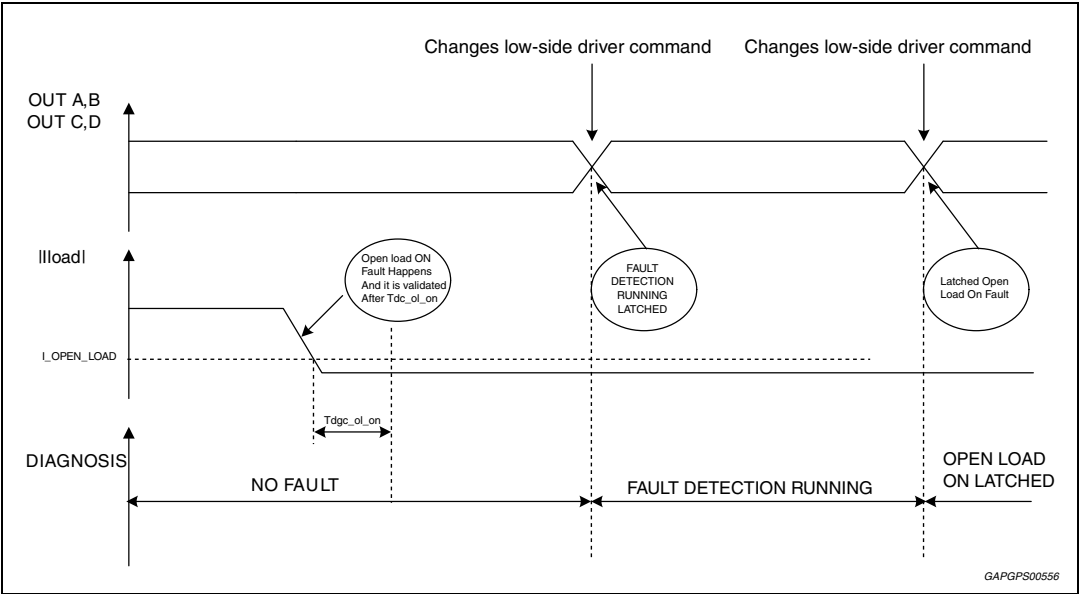 Changes low-side driver command
Changes low-side driver command
OUT A,B
OUT C,D
|Iload|
Open load ON
Fault Happens
And it is validated
After Tdc_ol_on
FAULT
DETECTION
RUNNING
LATCHED
Latched Open
Load On Fault
I_OPEN_LOAD
Tdgc_ol_on
DIAGNOSIS
NO FAULT
FAULT DETECTION RUNNING
OPEN LOAD
ON LATCHED
GAPGPS00556